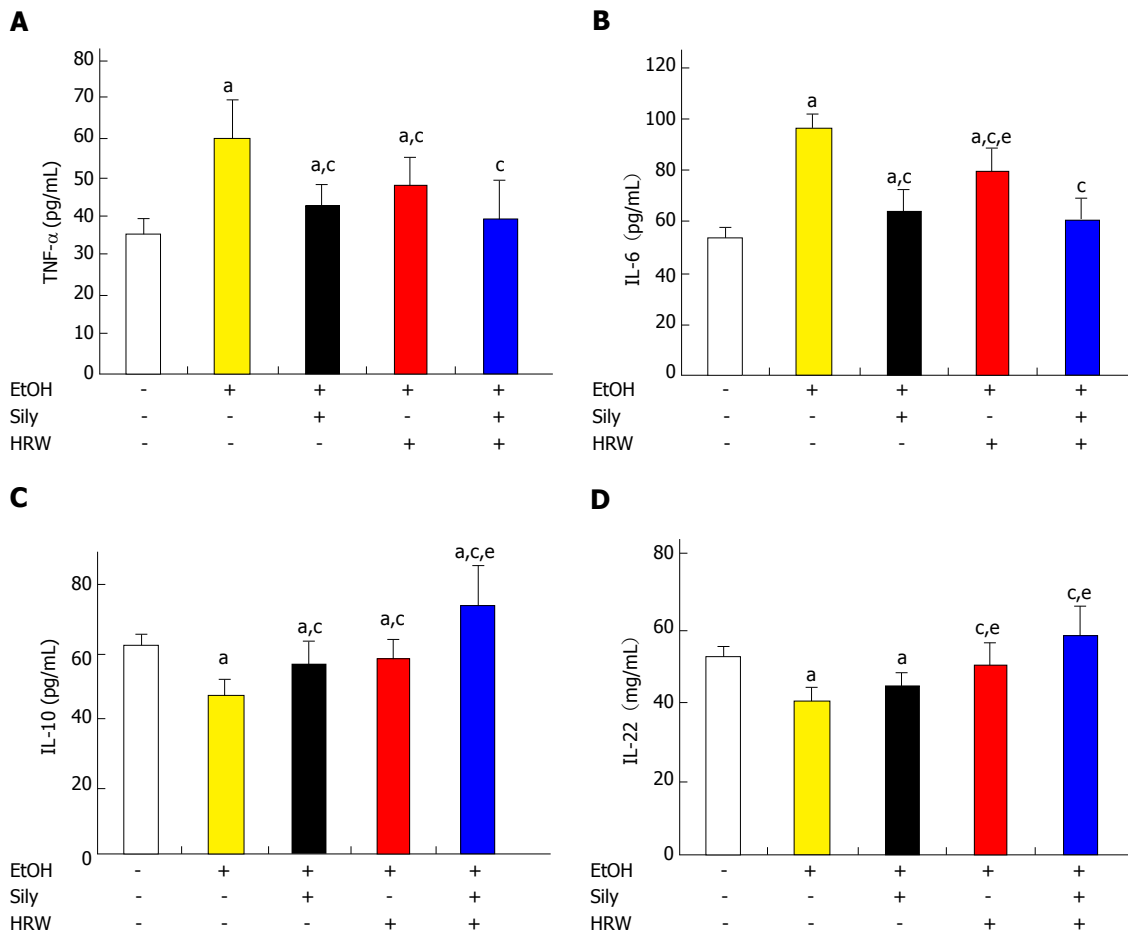 A
TNF-α (pg/mL)
80
70
60
50
40
30
20
10
0
a
a,c
a,c
c
EtOH - + + + +
Sily - - + - +
HRW - - - + +
B
IL-6 (pg/mL)
120
100
80
60
40
20
0
a
a,c
a,c,e
c
EtOH - + + + +
Sily - - + - +
HRW - - - + +
C
IL-10 (pg/mL)
80
60
40
20
0
a
a,c
a,c
a,c,e
EtOH - + + + +
Sily - - + - +
HRW - - - + +
D
IL-22 (mg/mL)
80
60
40
20
0
a
a
c,e
c,e
EtOH - + + + +
Sily - - + - +
HRW - - - + +